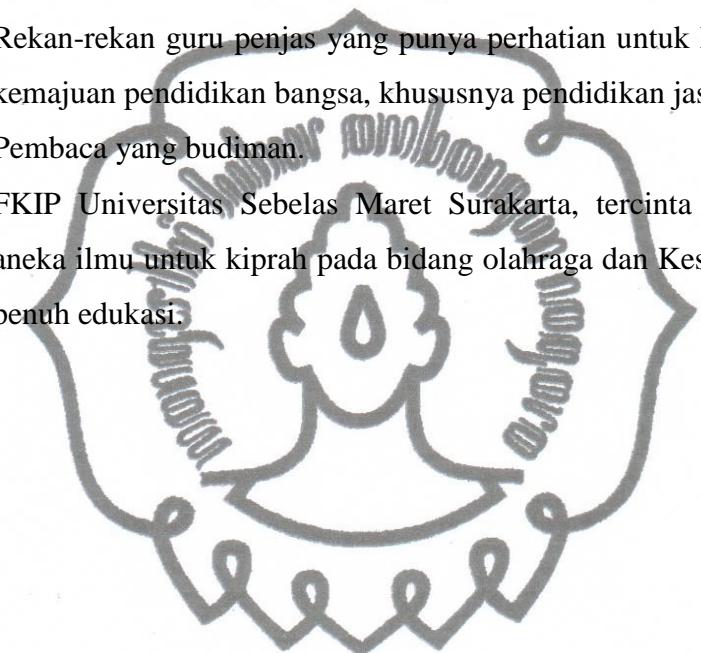 Rekan-rekan guru penjas yang punya perhatian untuk
kemajuan pendidikan bangsa, khususnya pendidikan jas
Pembaca yang budiman.
FKIP Universitas Sebelas Maret Surakarta, tercinta
aneka ilmu untuk kiprah pada bidang olahraga dan Kes
penuh edukasi.